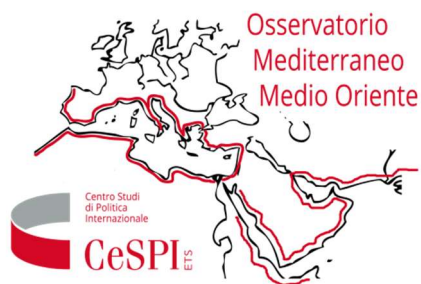 Osservatorio
Mediterraneo
Medio Oriente
Centro Studi
di Politica
Internazionale
CeSPI ETS